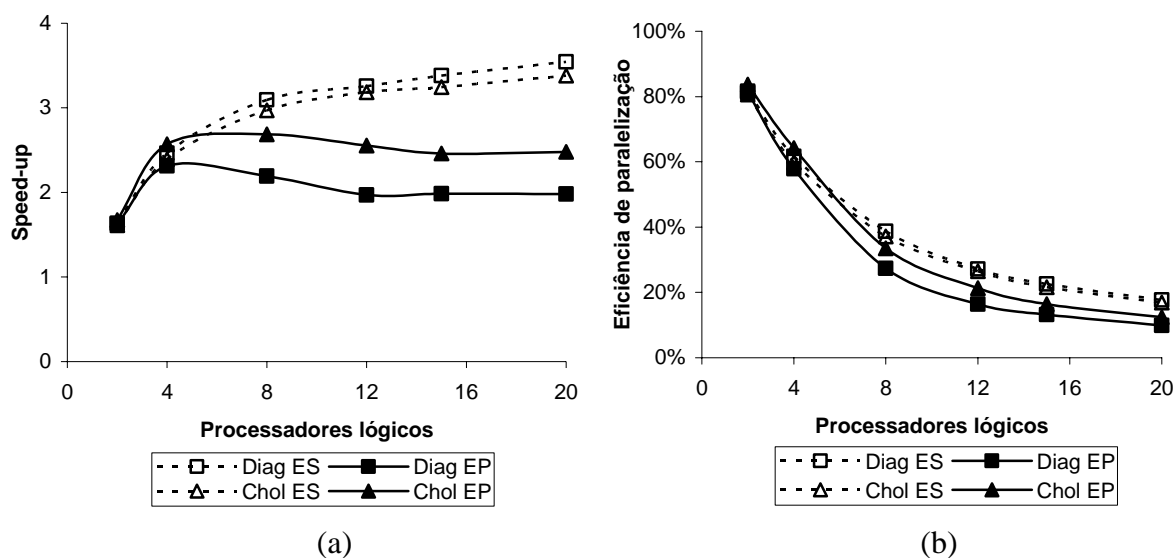 4
3
2
1
0
Speed-up
0 4 8 12 16 20
Processadores lógicos
Diag ES Diag EP
Chol ES Chol EP
(a)
100%
80%
60%
40%
20%
0%
Eficiência de paralelização
0 4 8 12 16 20
Processadores lógicos
Diag ES Diag EP
Chol ES Chol EP
(b)